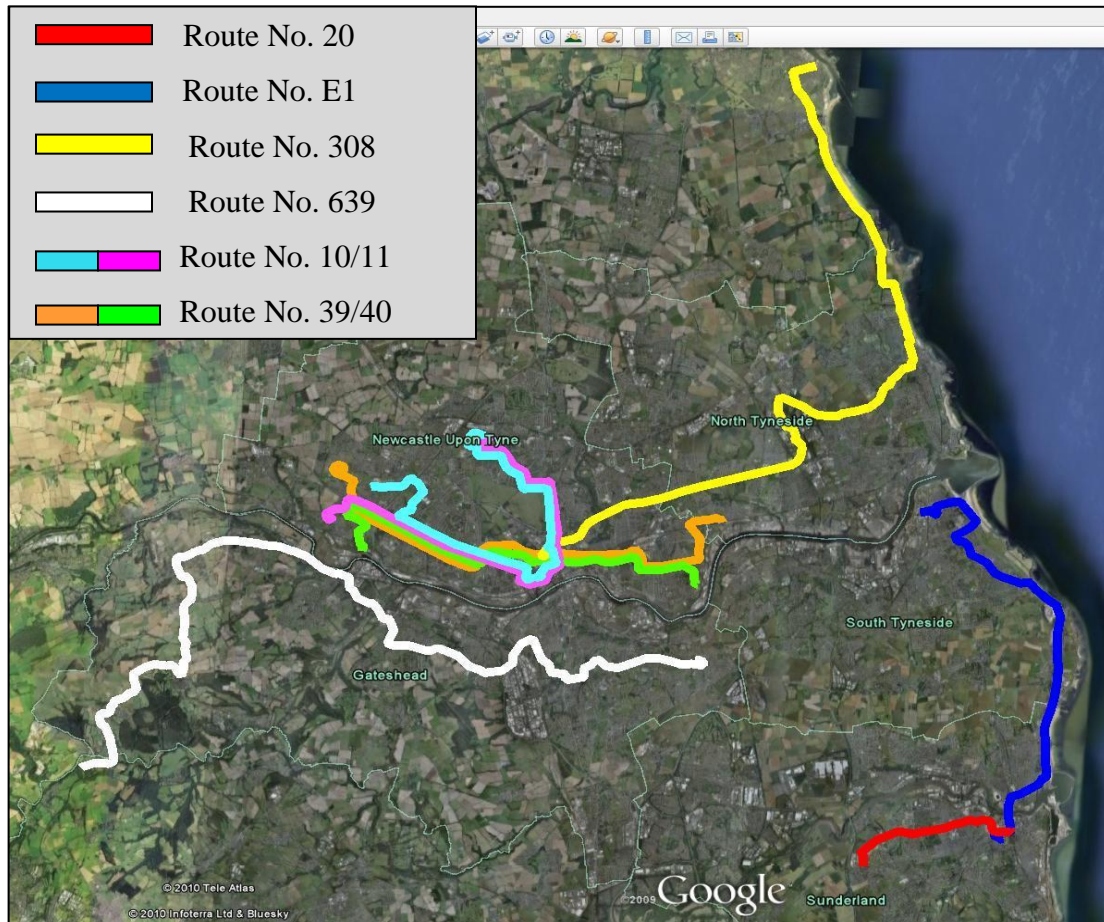 Route No. 20
Route No. E1
Route No. 308
Route No. 639
Route No. 10/11
Route No. 39/40
North Tyneside
Newcastle Upon Tyne
South Tyneside
Gateshead
© 2010 Tele Atlas
©2009 Google
Sunderland
© 2010 Infoterra Ltd & Bluesky